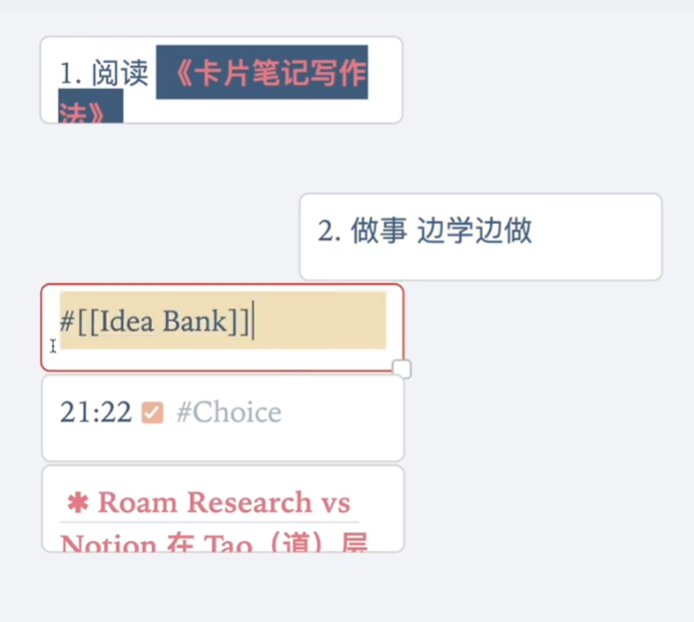 1. 阅读 《卡片笔记写作
法》
2. 做事 边学边做
#[[Idea Bank]]
21:22 #Choice
✱ Roam Research vs
Notion 在 Tao（道）层